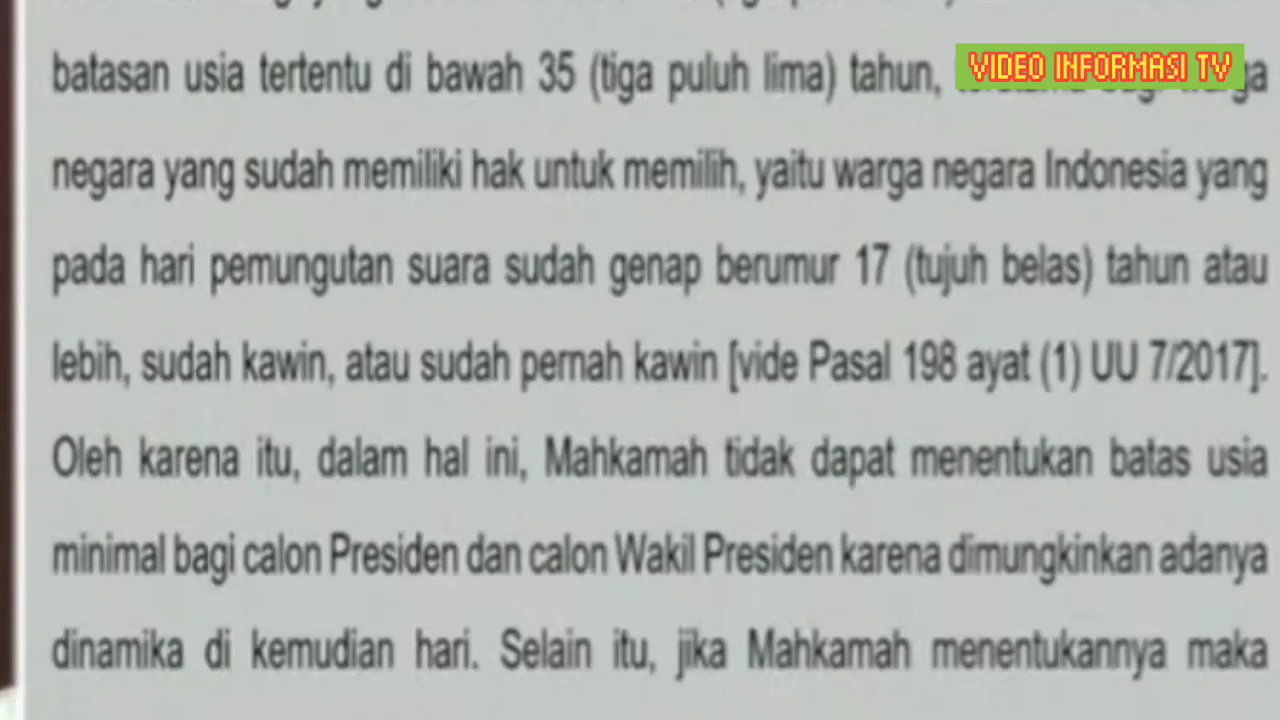 batasan usia tertentu di bawah 35 (tiga puluh lima) tahun,
VIDEO INFORMASI TV
negara yang sudah memiliki hak untuk memilih, yaitu warga negara Indonesia yang
pada hari pemungutan suara sudah genap berumur 17 (tujuh belas) tahun atau
lebih, sudah kawin, atau sudah pernah kawin [vide Pasal 198 ayat (1) UU 7/2017].
Oleh karena itu, dalam hal ini, Mahkamah tidak dapat menentukan batas usia
minimal bagi calon Presiden dan calon Wakil Presiden karena dimungkinkan adanya
dinamika di kemudian hari. Selain itu, jika Mahkamah menentukannya maka